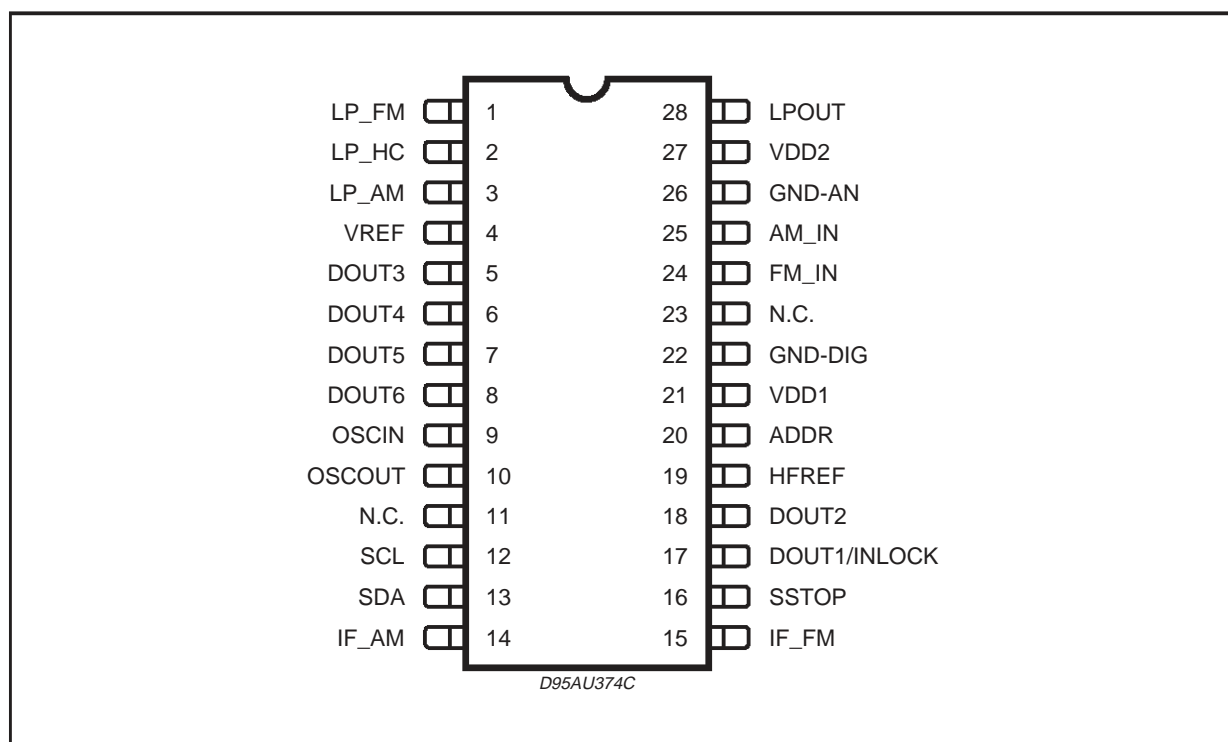 LP_FM 1 28 LPOUT
LP_HC 2 27 VDD2
LP_AM 3 26 GND-AN
VREF 4 25 AM_IN
DOUT3 5 24 FM_IN
DOUT4 6 23 N.C.
DOUT5 7 22 GND-DIG
DOUT6 8 21 VDD1
OSCIN 9 20 ADDR
OSCOUT 10 19 HFREF
N.C. 11 18 DOUT2
SCL 12 17 DOUT1/INLOCK
SDA 13 16 SSTOP
IF_AM 14 15 IF_FM
D95AU374C